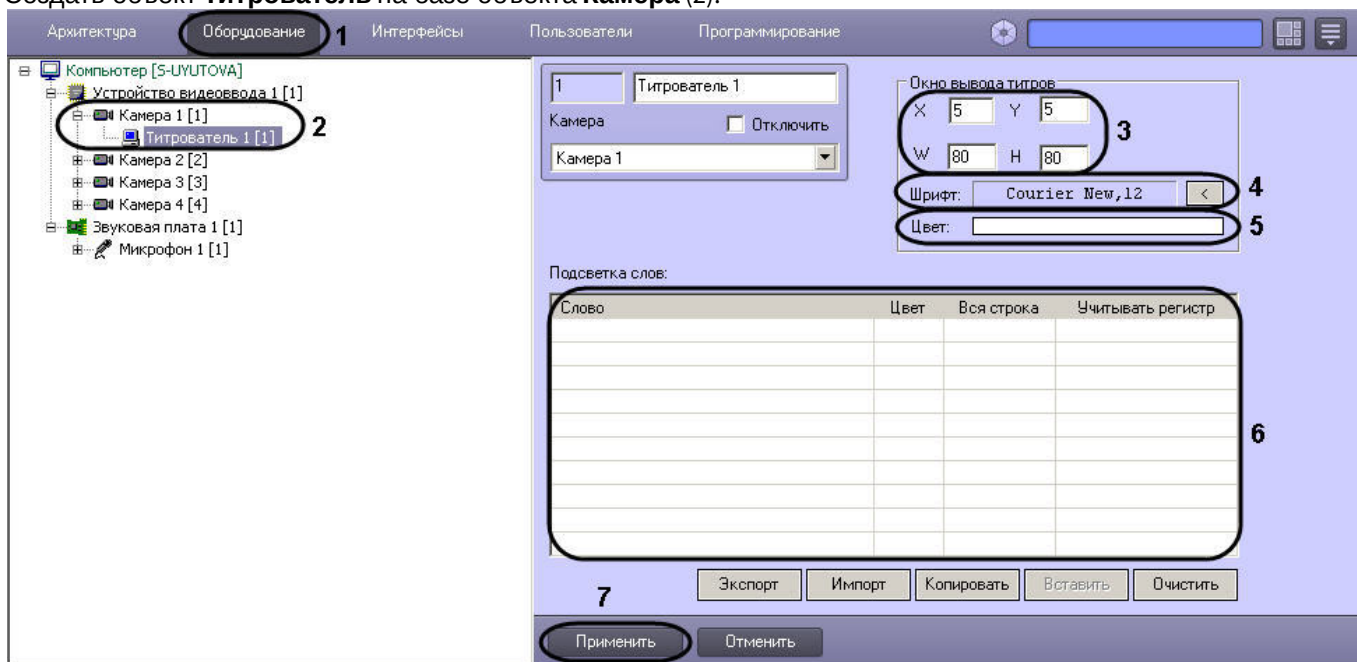 Создать объект Титрователь на базе объекта Камера (2).
Архитектура Оборудование 1 Интерфейсы Пользователи Программирование
Компьютер [S-UYUTOVA]
Устройство видеоввода 1 [1]
Камера 1 [1]
Титрователь 1 [1]
2
Камера 2 [2]
Камера 3 [3]
Камера 4 [4]
Звуковая плата 1 [1]
Микрофон 1 [1]
1 Титрователь 1
Камера Отключить
Камера 1
Окно вывода титров
X 5 Y 5
W 80 H 80
3
Шрифт: Courier New,12 < 4
Цвет: 5
Подсветка слов:
Слово Цвет Вся строка Учитывать регистр
6
Экспорт Импорт Копировать Вставить Очистить
7
Применить Отменить